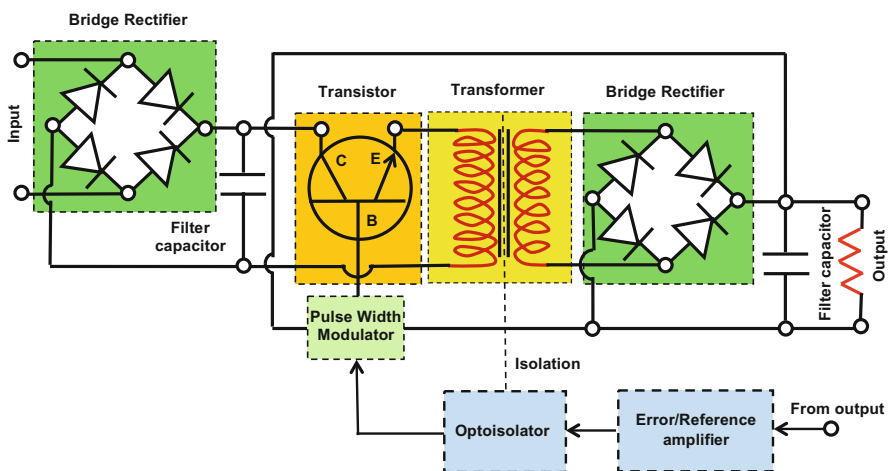 Bridge Rectifier
Transistor
Transformer
Bridge Rectifier
Input
C
E
B
Filter
capacitor
Filter capacitor
Output
Pulse Width
Modulator
Isolation
Optoisolator
Error/Reference
amplifier
From output